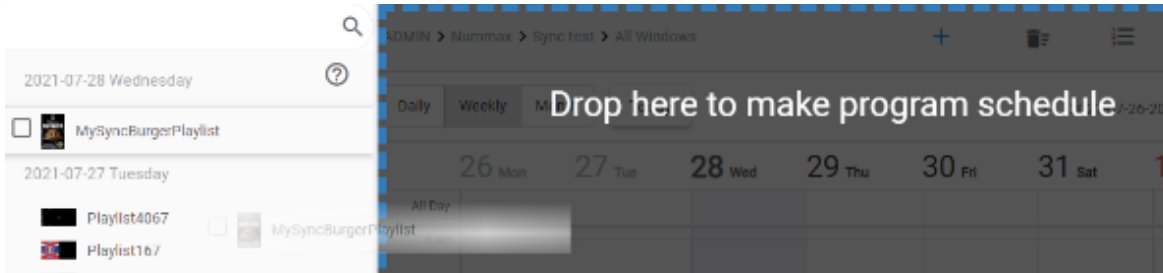 ADMIN > Nummax > Sync test > All Windows
2021-07-28 Wednesday
Daily Weekly
Drop here to make program schedule
MySyncBurgerPlaylist
2021-07-27 Tuesday
26 Mon 27 Tue 28 Wed 29 Thu 30 Fri 31 Sat
All Day
Playlist4067
MySyncBurgerPlaylist
Playlist167